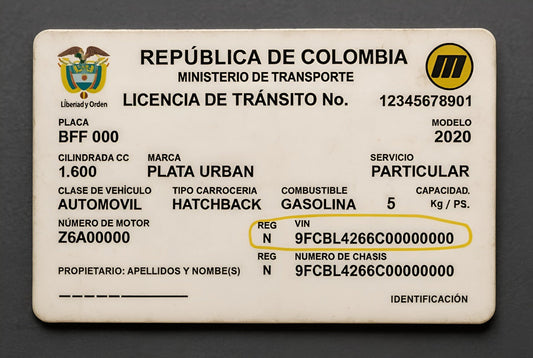 REPÚBLICA DE COLOMBIA
MINISTERIO DE TRANSPORTE
Libertad y Orden
LICENCIA DE TRÁNSITO No. 12345678901
PLACA MODELO
BFF 000 2020
CILINDRADA CC MARCA SERVICIO
1.600 PLATA URBAN PARTICULAR
CLASE DE VEHÍCULO TIPO CARROCERIA COMBUSTIBLE CAPACIDAD.
AUTOMOVIL HATCHBACK GASOLINA 5 Kg / PS.
NÚMERO DE MOTOR REG VIN
Z6A00000 N 9FCBL4266C00000000
REG NUMERO DE CHASIS
PROPIETARIO: APELLIDOS Y NOMBE(S) N 9FCBL4266C00000000
IDENTIFICACIÓN